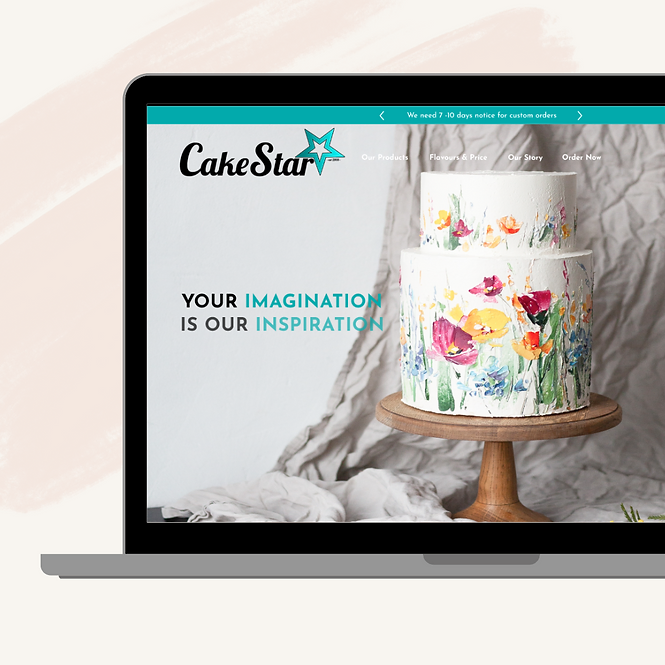 We need 7 -10 days notice for custom orders
CakeStar
Our Products Flavours & Price Our Story Order Now
YOUR IMAGINATION
IS OUR INSPIRATION